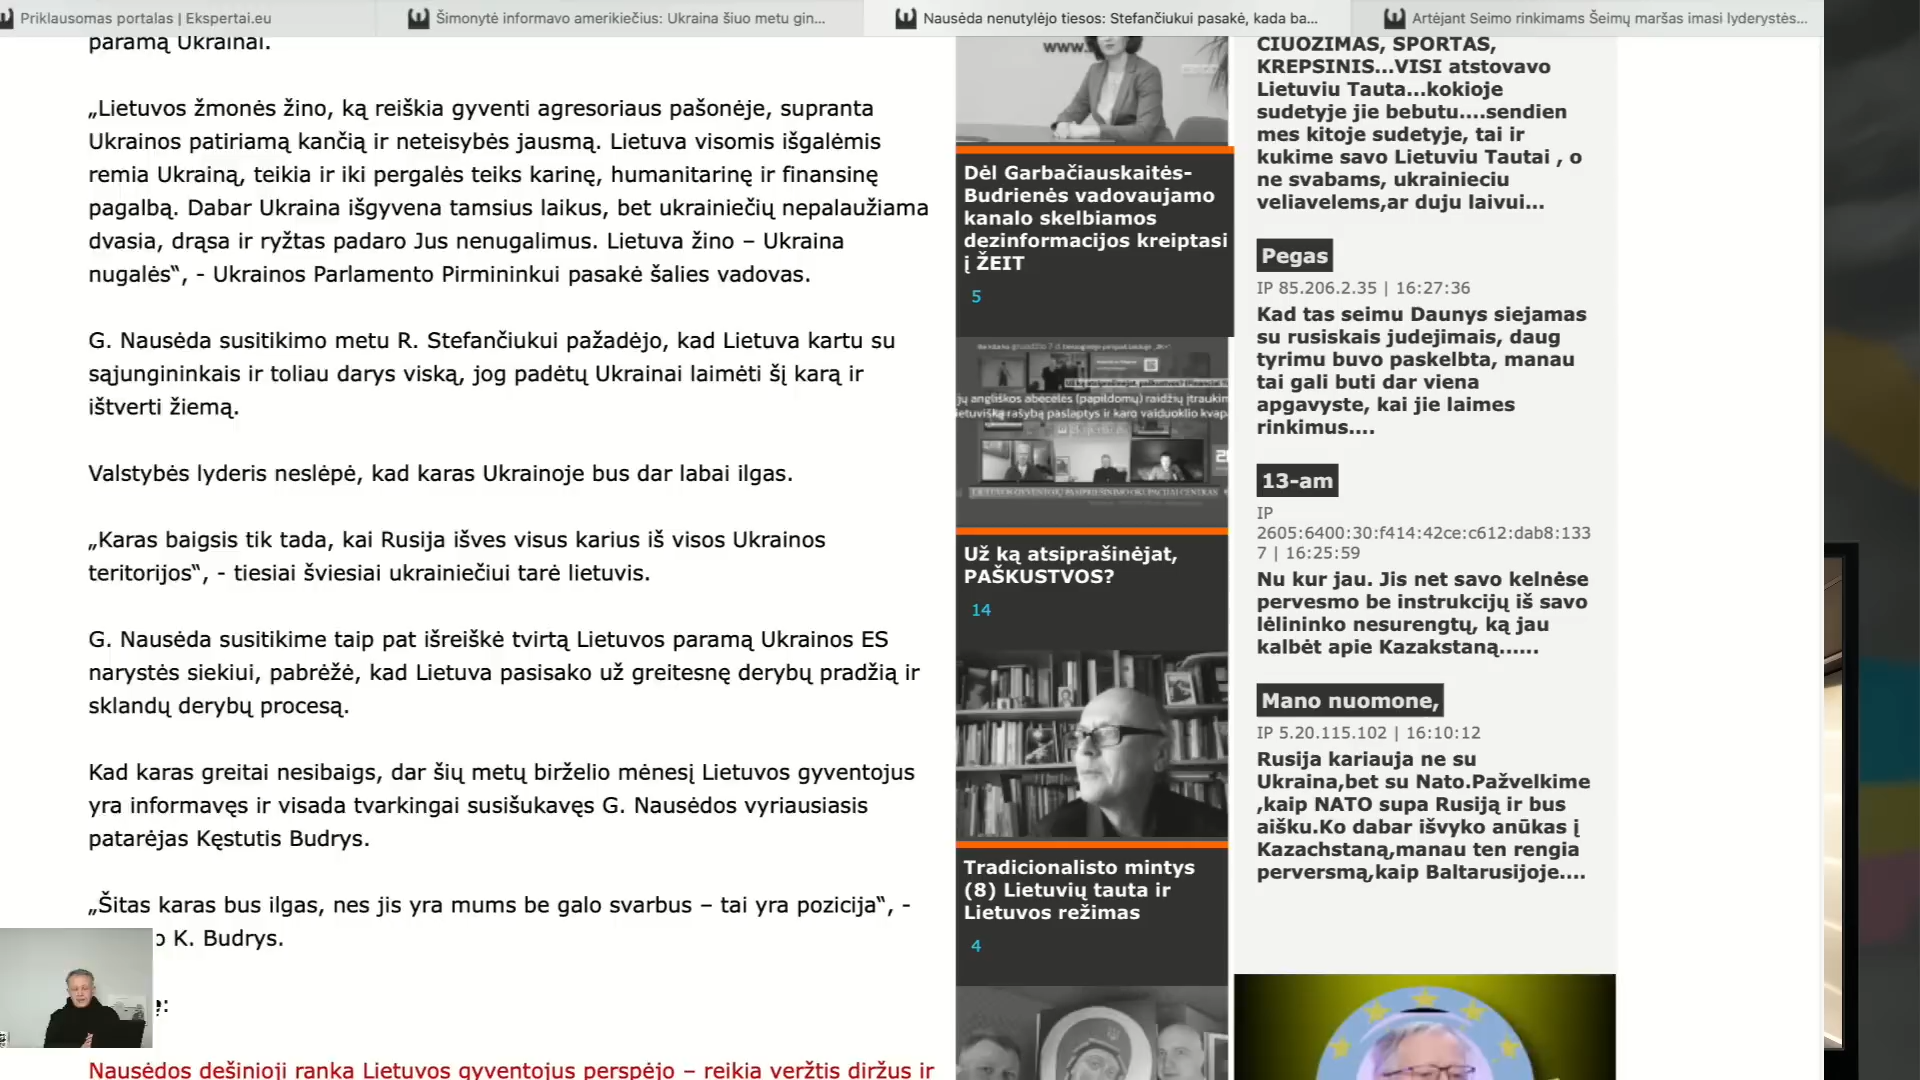 Priklausomas portalas | Ekspertai.eu
Šimonytė informavo amerikiečius: Ukraina šiuo metu gin...
Nausėda nenutylėjo tiesos: Stefančiukui pasakė, kada ba...
Artėjant Seimo rinkimams Šeimų maršas imasi lyderystės...
paramą Ukrainai.
„Lietuvos žmonės žino, ką reiškia gyventi agresoriaus pašonėje, supranta
Ukrainos patiriamą kančią ir neteisybės jausmą. Lietuva visomis išgalėmis
remia Ukrainą, teikia ir iki pergalės teiks karinę, humanitarinę ir finansinę
pagalbą. Dabar Ukraina išgyvena tamsius laikus, bet ukrainiečių nepalaužiama
dvasia, drąsa ir ryžtas padaro Jus nenugalimus. Lietuva žino – Ukraina
nugalės“, - Ukrainos Parlamento Pirmininkui pasakė šalies vadovas.
G. Nausėda susitikimo metu R. Stefančiukui pažadėjo, kad Lietuva kartu su
sąjungininkais ir toliau darys viską, jog padėtų Ukrainai laimėti šį karą ir
ištverti žiemą.
Valstybės lyderis neslėpė, kad karas Ukrainoje bus dar labai ilgas.
„Karas baigsis tik tada, kai Rusija išves visus karius iš visos Ukrainos
teritorijos“, - tiesiai šviesiai ukrainiečiui tarė lietuvis.
G. Nausėda susitikime taip pat išreiškė tvirtą Lietuvos paramą Ukrainos ES
narystės siekiui, pabrėžė, kad Lietuva pasisako už greitesnę derybų pradžią ir
sklandų derybų procesą.
Kad karas greitai nesibaigs, dar šių metų birželio mėnesį Lietuvos gyventojus
yra informavęs ir visada tvarkingai susišukavęs G. Nausėdos vyriausiasis
patarėjas Kęstutis Budrys.
„Šitas karas bus ilgas, nes jis yra mums be galo svarbus – tai yra pozicija“, -
K. Budrys.
Nausėdos dešinioji ranka Lietuvos gyventojus perspėjo – reikia veržtis diržus ir
www.
Dėl Garbačiauskaitės-
Budrienės vadovaujamo
kanalo skelbiamos
dezinformacijos kreiptasi
į ŽEIT
5
Už ką atsiprašinėjat,
PAŠKUSTVOS?
14
Tradicionalisto mintys
(8) Lietuvių tauta ir
Lietuvos režimas
4
CIUOZIMAS, SPORTAS,
KREPSINIS...VISI atstovavo
Lietuviu Tauta...kokioje
sudetyje jie bebutu....sendien
mes kitoje sudetyje, tai ir
kukime savo Lietuviu Tautai , o
ne svabams, ukrainieciu
veliavelems,ar duju laivui...
Pegas
IP 85.206.2.35 | 16:27:36
Kad tas seimu Daunys siejamas
su rusiskais judejimais, daug
tyrimu buvo paskelbta, manau
tai gali buti dar viena
apgavyste, kai jie laimes
rinkimus....
13-am
IP
2605:6400:30:f414:42ce:c612:dab8:133
7 | 16:25:59
Nu kur jau. Jis net savo kelnėse
pervesmo be instrukcijų iš savo
lėlininko nesurengtų, ką jau
kalbėt apie Kazakstaną......
Mano nuomone,
IP 5.20.115.102 | 16:10:12
Rusija kariauja ne su
Ukraina,bet su Nato.Pažvelkime
,kaip NATO supa Rusiją ir bus
aišku.Ko dabar išvyko anūkas į
Kazachstaną,manau ten rengia
perversmą,kaip Baltarusijoje....